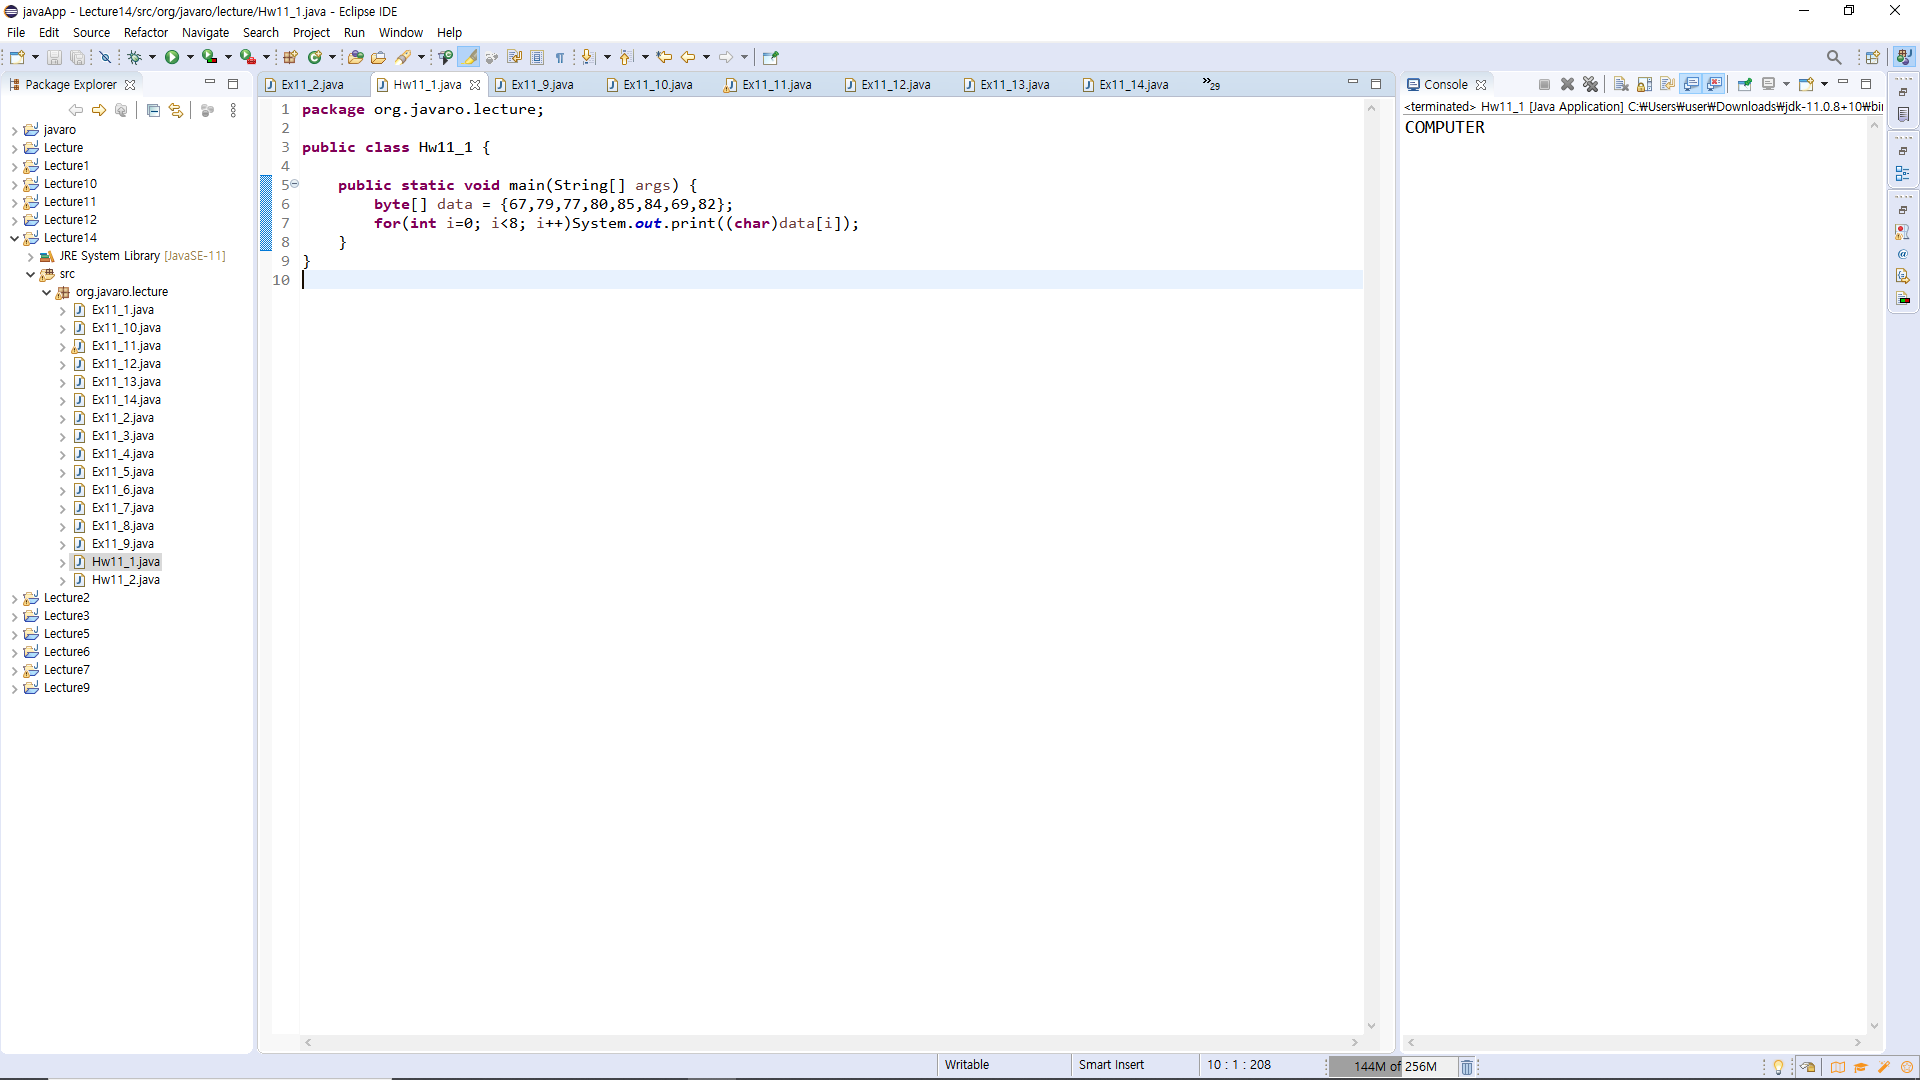 javaApp - Lecture14/src/org/javaro/lecture/Hw11_1.java - Eclipse IDE
File Edit Source Refactor Navigate Search Project Run Window Help
Package Explorer
javaro
Lecture
Lecture1
Lecture10
Lecture11
Lecture12
Lecture14
JRE System Library [JavaSE-11]
src
org.javaro.lecture
Ex11_1.java
Ex11_10.java
Ex11_11.java
Ex11_12.java
Ex11_13.java
Ex11_14.java
Ex11_2.java
Ex11_3.java
Ex11_4.java
Ex11_5.java
Ex11_6.java
Ex11_7.java
Ex11_8.java
Ex11_9.java
Hw11_1.java
Hw11_2.java
Lecture2
Lecture3
Lecture5
Lecture6
Lecture7
Lecture9
Ex11_2.java Hw11_1.java Ex11_9.java Ex11_10.java Ex11_11.java Ex11_12.java Ex11_13.java Ex11_14.java »29
1 package org.javaro.lecture;
2
3 public class Hw11_1 {
4
5 public static void main(String[] args) {
6 byte[] data = {67,79,77,80,85,84,69,82};
7 for(int i=0; i<8; i++)System.out.print((char)data[i]);
8 }
9 }
10
Console
<terminated> Hw11_1 [Java Application] C:₩Users₩user₩Downloads₩jdk-11.0.8+10₩bin
COMPUTER
Writable Smart Insert 10 : 1 : 208 144M of 256M